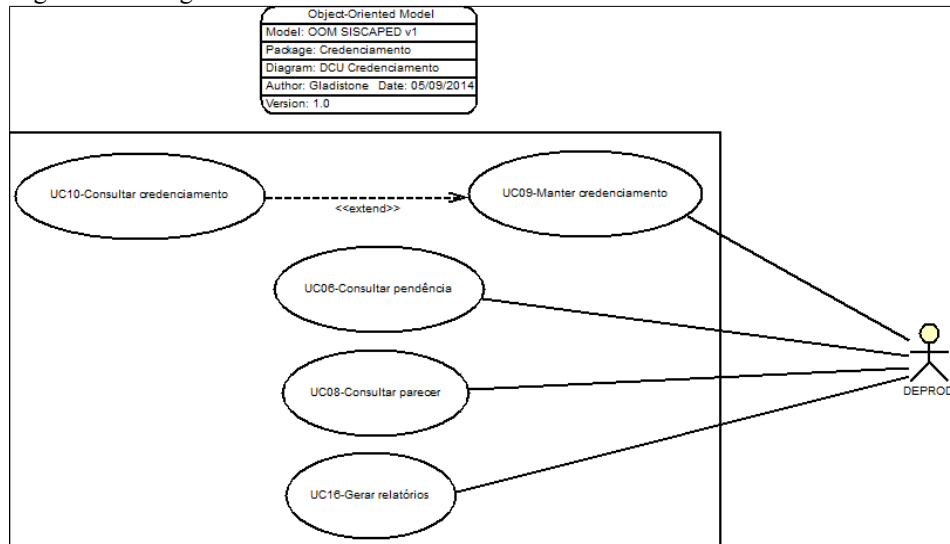 Object-Oriented Model
Model: OOM SISCAPED v1
Package: Credenciamento
Diagram: DCU Credenciamento
Author: Gladistone Date: 05/09/2014
Version: 1.0
UC10-Consultar credenciamento
<<extend>>
UC09-Manter credenciamento
UC06-Consultar pendência
UC08-Consultar parecer
DEPROD
UC16-Gerar relatórios